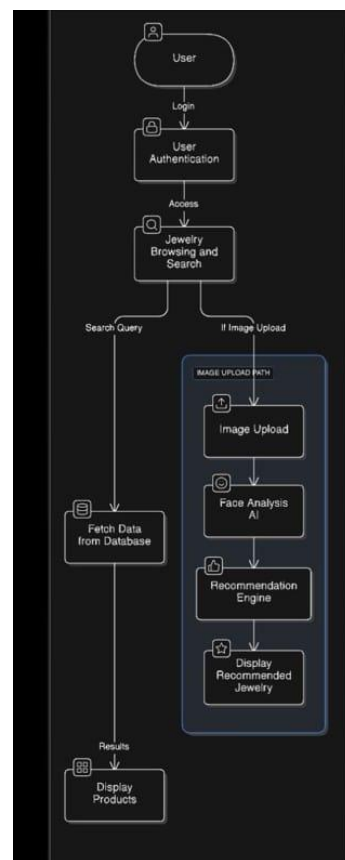 User
Login
User
Authentication
Access
Jewelry
Browsing and
Search
Search Query
If Image Upload
IMAGE UPLOAD PATH
Image Upload
Face Analysis
AI
Fetch Data
from Database
Recommendation
Engine
Display
Recommended
Jewelry
Results
Display
Products